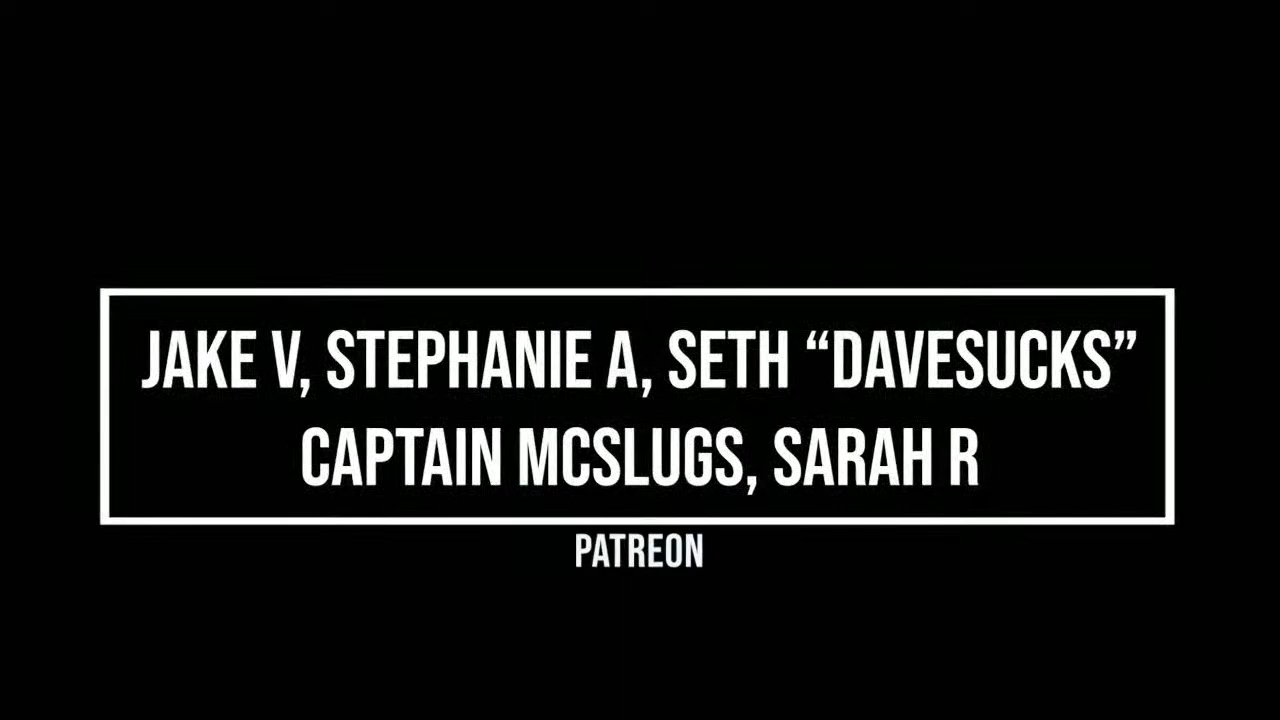 JAKE V, STEPHANIE A, SETH “DAVESUCKS”
CAPTAIN MCSLUGS, SARAH R
PATREON